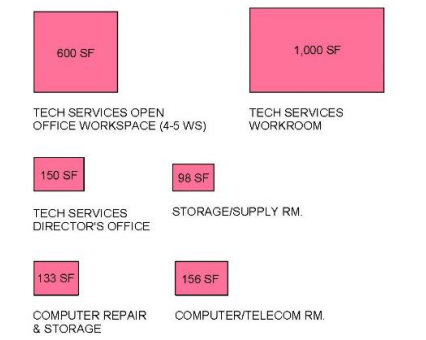 600 SF
1,000 SF
TECH SERVICES OPEN
OFFICE WORKSPACE (4-5 WS)
TECH SERVICES
WORKROOM
150 SF
98 SF
TECH SERVICES
DIRECTOR'S OFFICE
STORAGE/SUPPLY RM.
133 SF
156 SF
COMPUTER REPAIR
& STORAGE
COMPUTER/TELECOM RM.